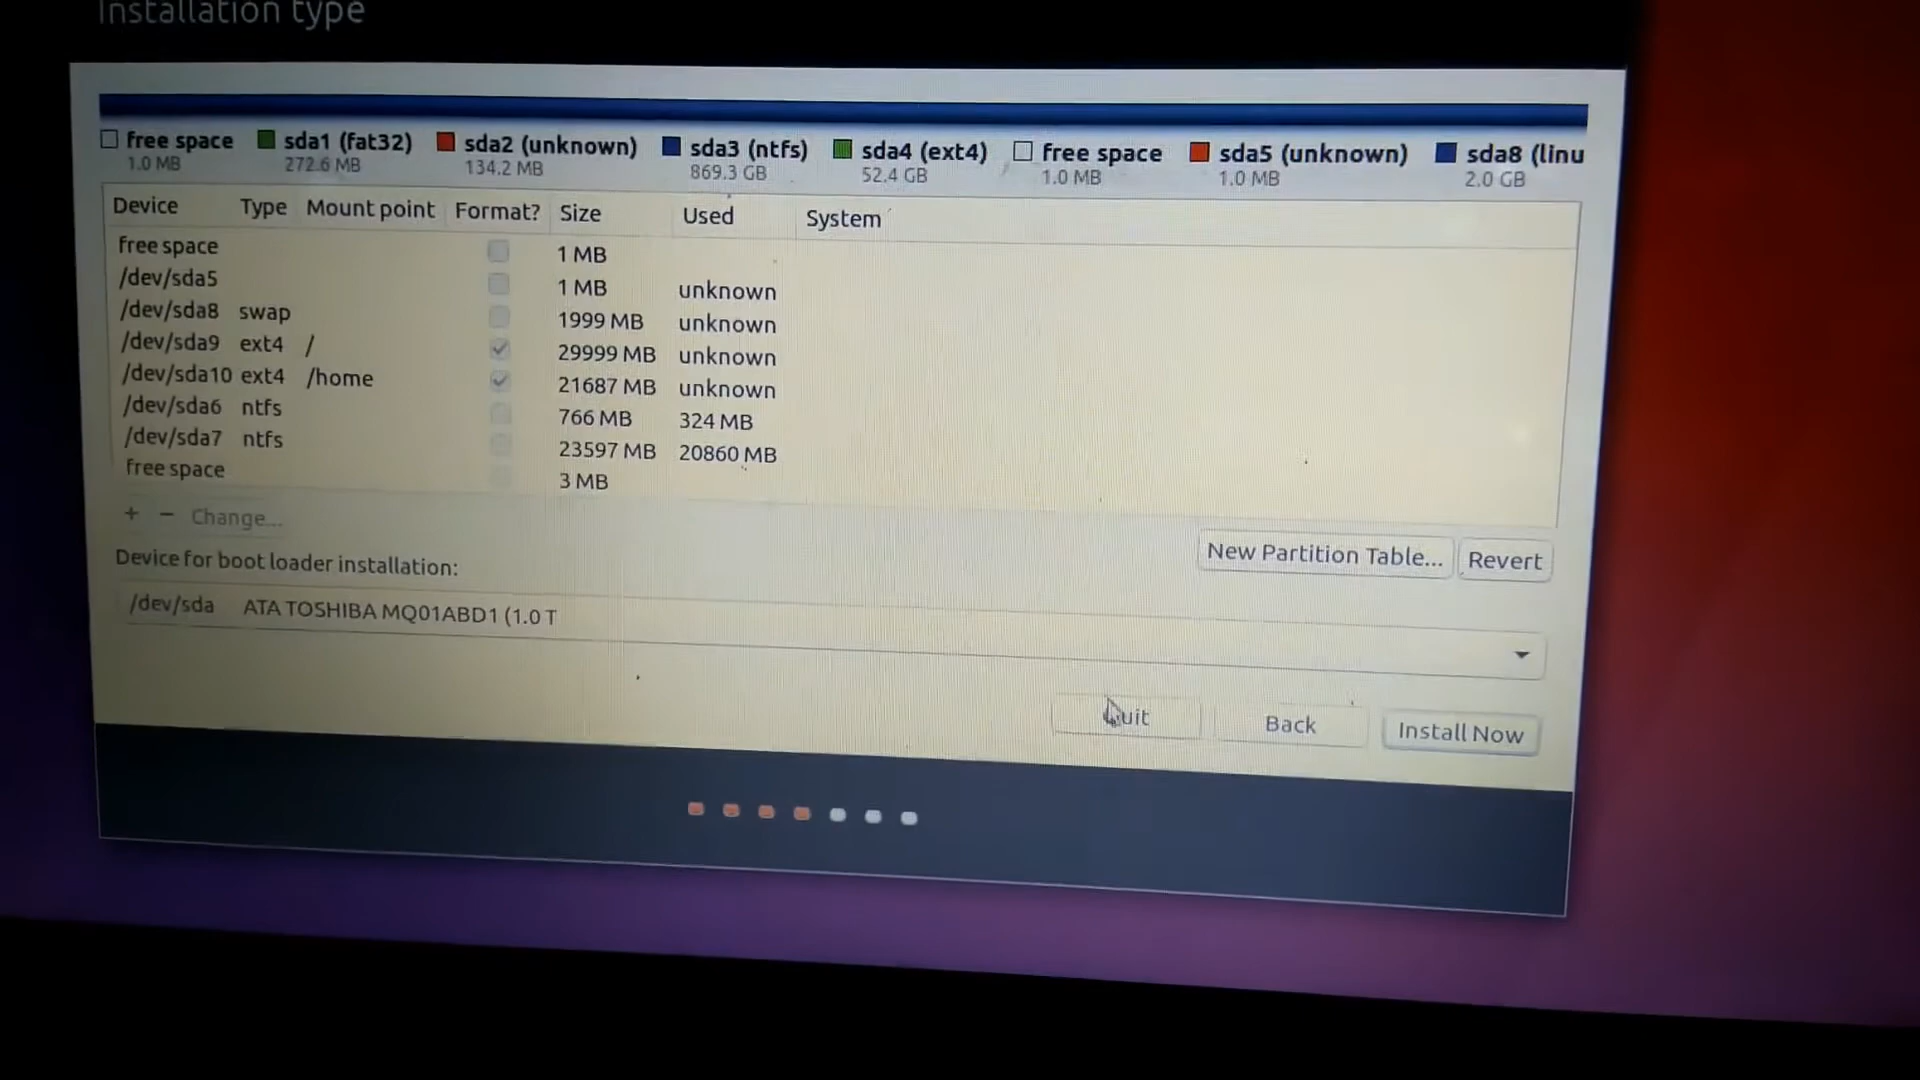 Installation type
free space sda1 (fat32) sda2 (unknown) sda3 (ntfs) sda4 (ext4) free space sda5 (unknown) sda8 (linu
1.0 MB 272.6 MB 134.2 MB 869.3 GB 52.4 GB 1.0 MB 1.0 MB 2.0 GB
Device Type Mount point Format? Size Used System
free space 1 MB
/dev/sda5 1 MB unknown
/dev/sda8 swap 1999 MB unknown
/dev/sda9 ext4 / 29999 MB unknown
/dev/sda10 ext4 /home 21687 MB unknown
/dev/sda6 ntfs 766 MB 324 MB
/dev/sda7 ntfs 23597 MB 20860 MB
free space 3 MB
+ − Change... New Partition Table... Revert
Device for boot loader installation:
/dev/sda ATA TOSHIBA MQ01ABD1 (1.0 T
Quit Back Install Now